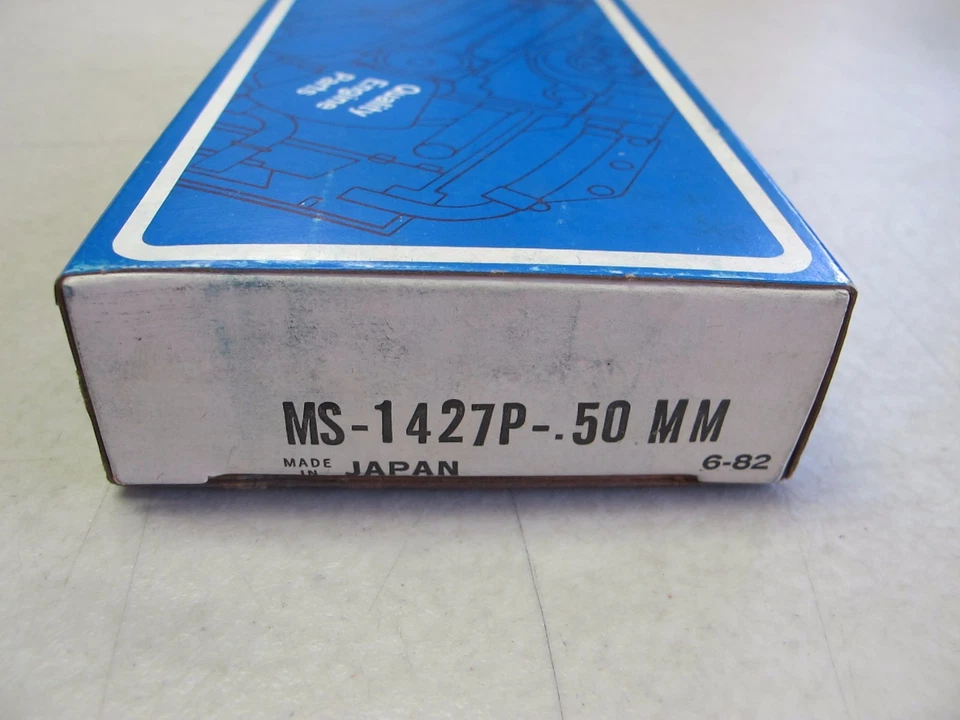 Quality
Engine
Parts
MS-1427P-.50 MM
MADE
IN
JAPAN
6-82